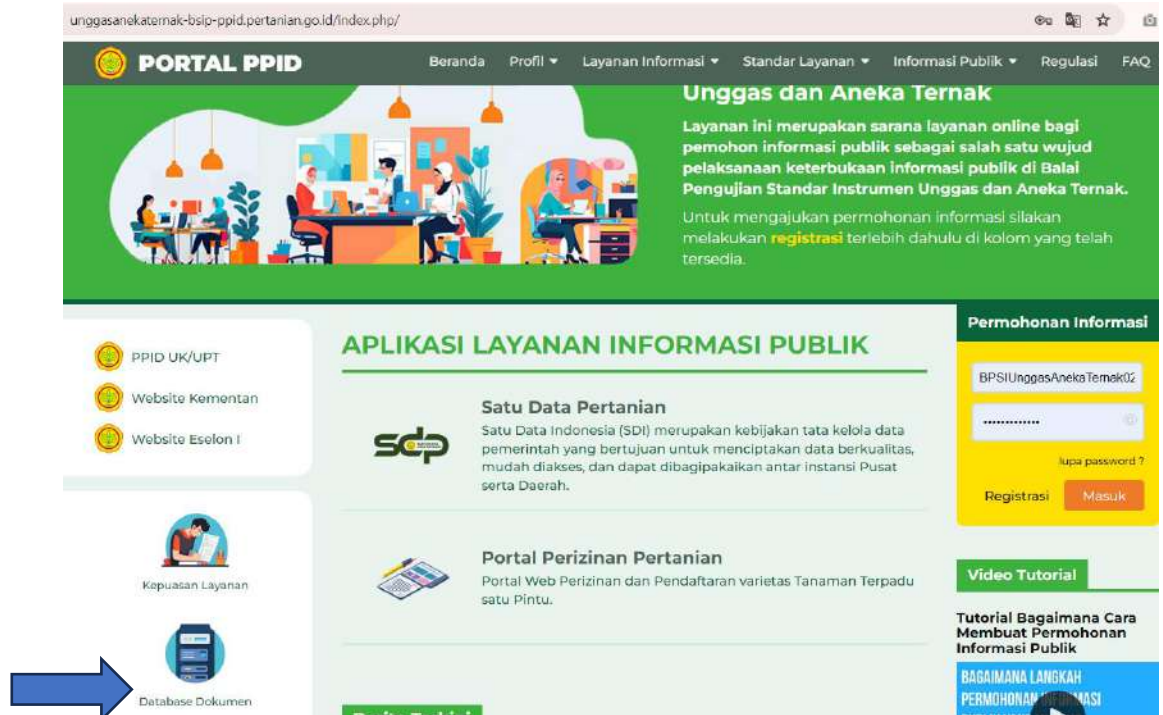 unggasanekaternak-bsip-ppid.pertanian.go.id/index.php/
PORTAL PPID
Beranda Profil Layanan Informasi Standar Layanan Informasi Publik Regulasi FAQ
Unggas dan Aneka Ternak
Layanan ini merupakan sarana layanan online bagi
pemohon informasi publik sebagai salah satu wujud
pelaksanaan keterbukaan informasi publik di Balai
Pengujian Standar Instrumen Unggas dan Aneka Ternak.
Untuk mengajukan permohonan informasi silakan
melakukan registrasi terlebih dahulu di kolom yang telah
tersedia.
PPID UK/UPT
Website Kementan
Website Eselon I
Kepuasan Layanan
Database Dokumen
APLIKASI LAYANAN INFORMASI PUBLIK
sdp
Satu Data Pertanian
Satu Data Indonesia (SDI) merupakan kebijakan tata kelola data
pemerintah yang bertujuan untuk menciptakan data berkualitas,
mudah diakses, dan dapat dibagipakaikan antar instansi Pusat
serta Daerah.
Portal Perizinan Pertanian
Portal Web Perizinan dan Pendaftaran varietas Tanaman Terpadu
satu Pintu.
Permohonan Informasi
BPSIUnggasAnekaTernak02
lupa password ?
Registrasi Masuk
Video Tutorial
Tutorial Bagaimana Cara
Membuat Permohonan
Informasi Publik
BAGAIMANA LANGKAH
PERMOHONAN INFORMASI